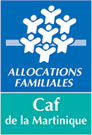 ALLOCATIONS
FAMILIALES
Caf
de la Martinique